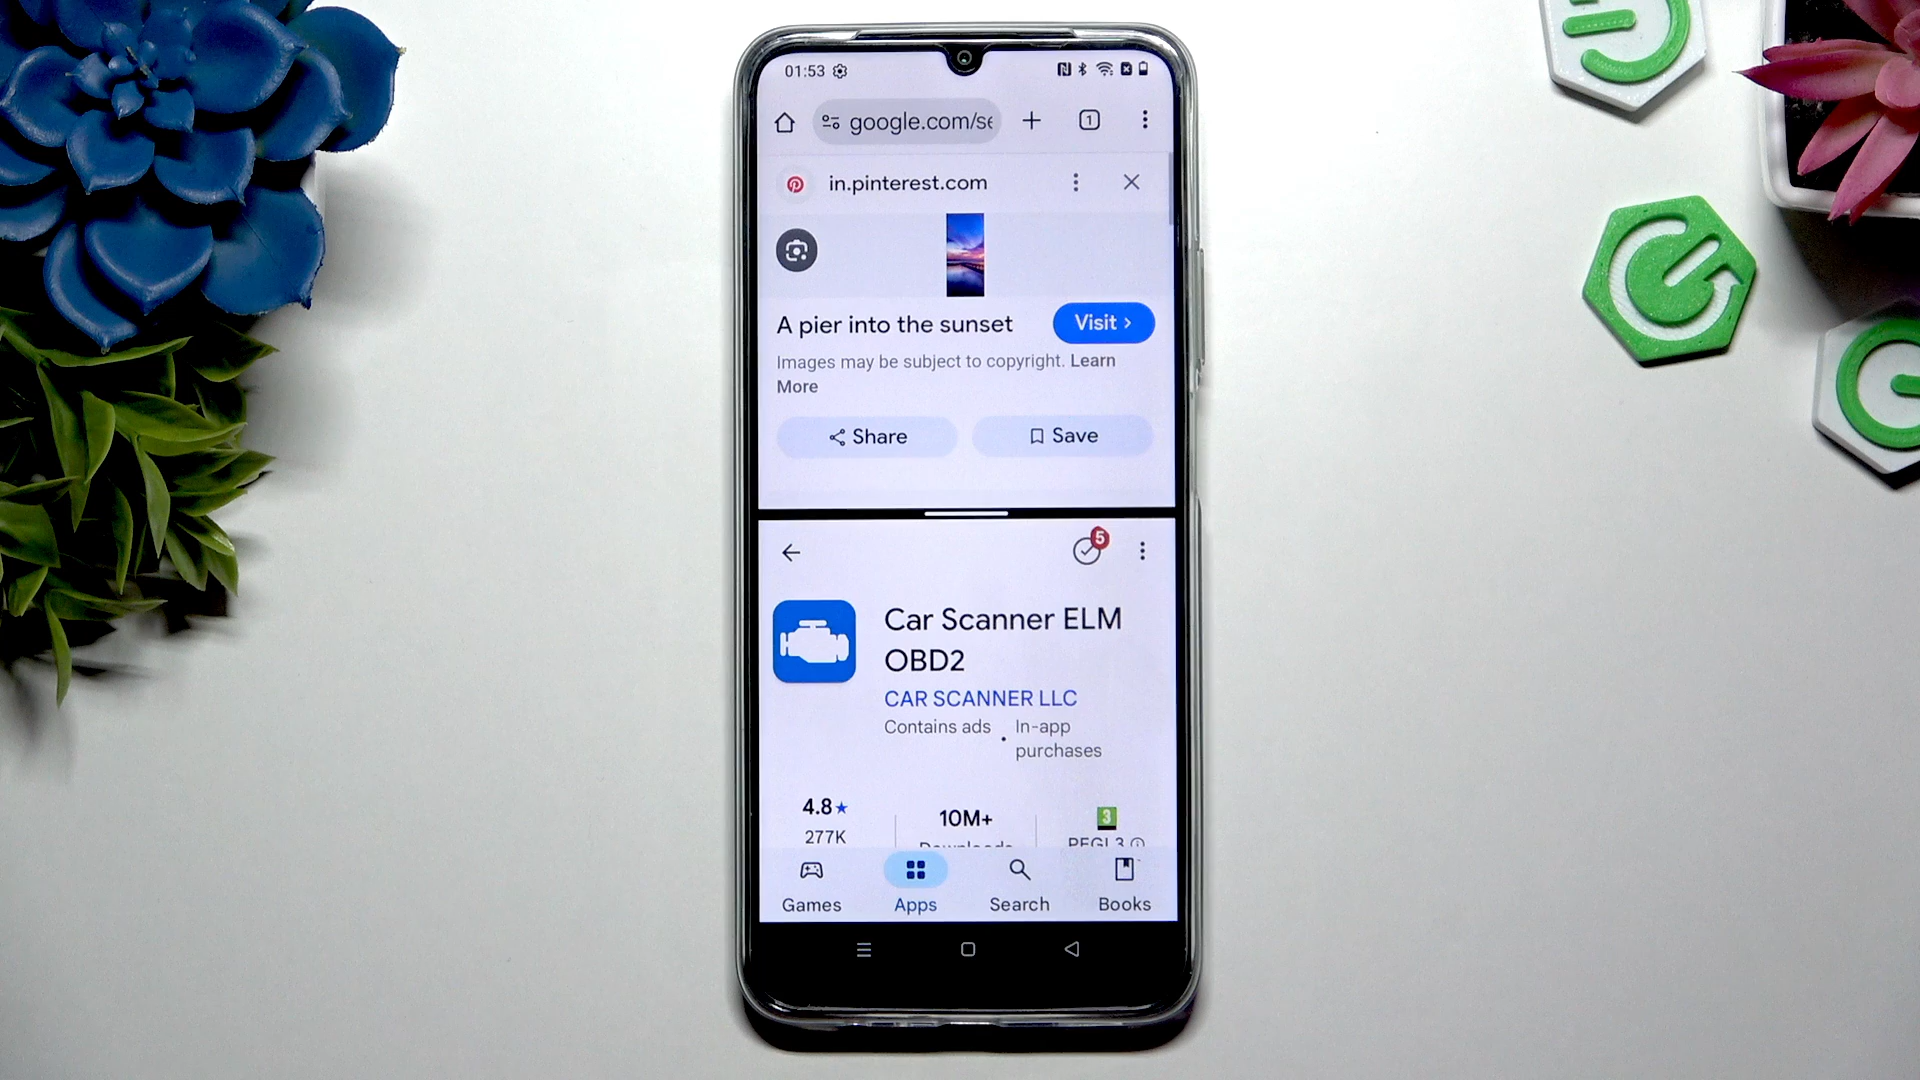 01:53
google.com/se
1
in.pinterest.com
A pier into the sunset
Visit >
Images may be subject to copyright. Learn
More
Share
Save
5
Car Scanner ELM
OBD2
CAR SCANNER LLC
Contains ads • In-app
purchases
4.8★
277K
10M+
Downloads
3
PEGI 3
Games
Apps
Search
Books